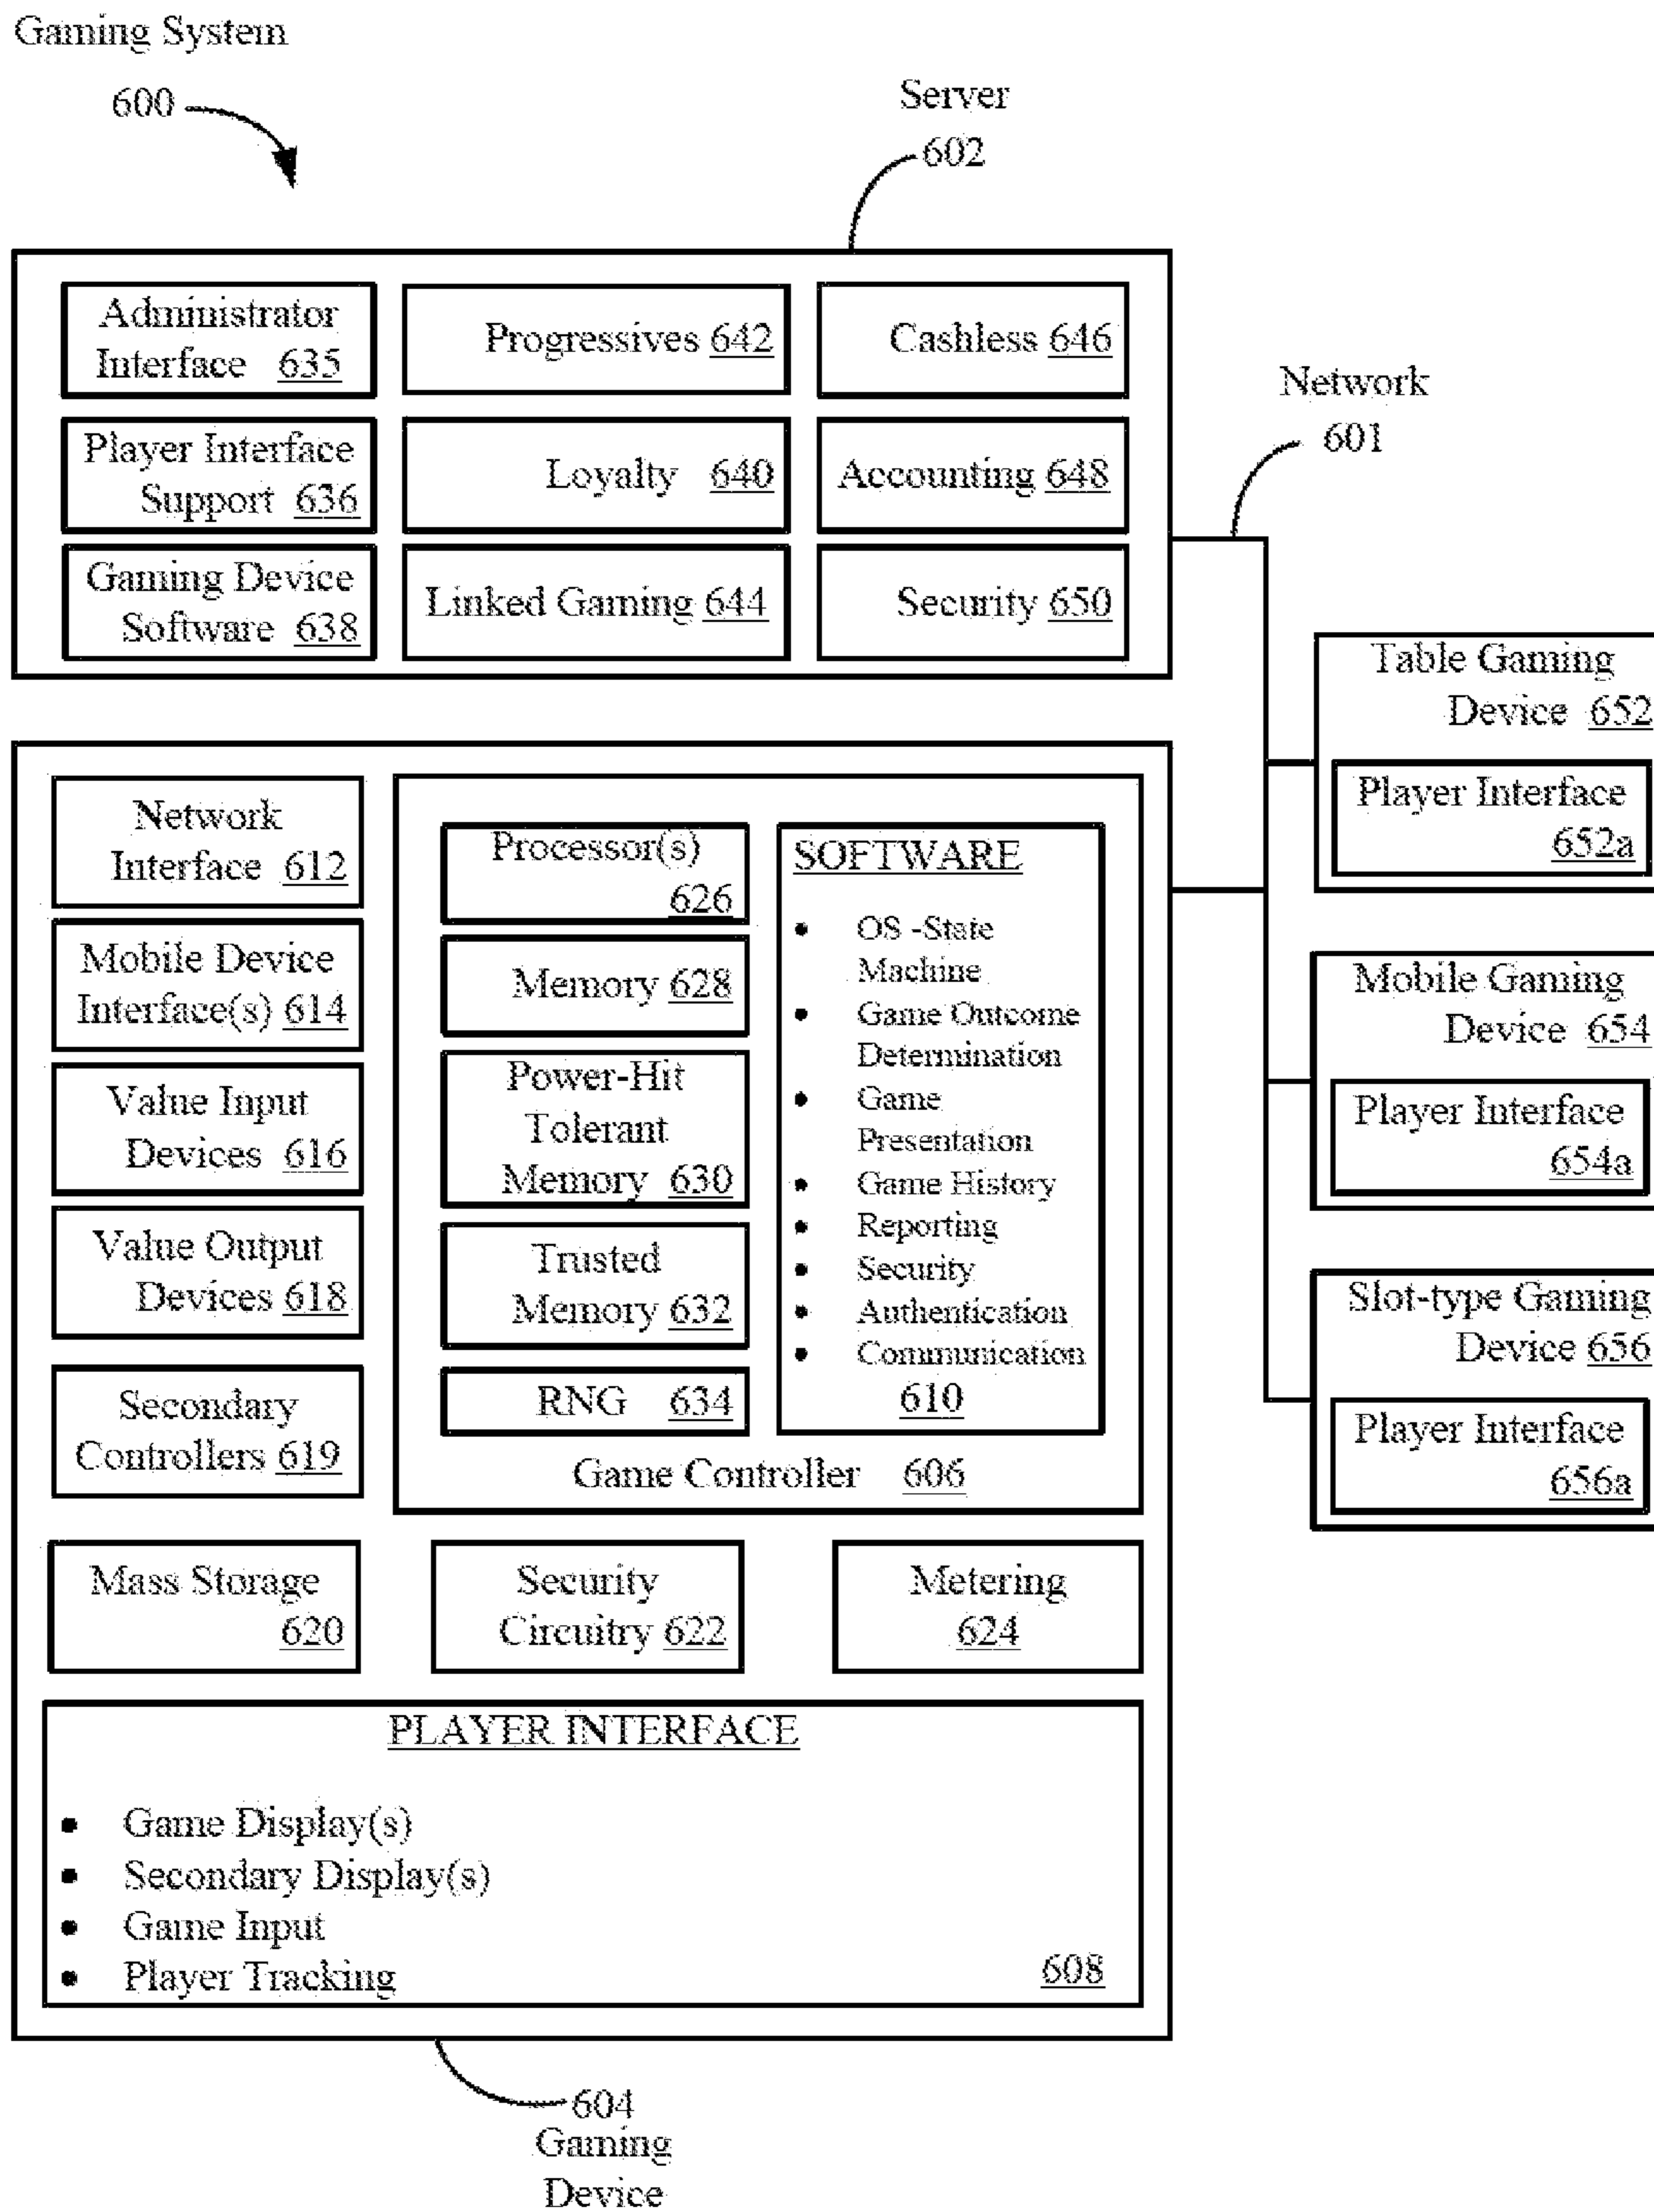 Gaming System
600
Server
602
Administrator
Interface 635
Progressives 642
Cashless 646
Player Interface
Support 636
Loyalty 640
Accounting 648
Gaming Device
Software 638
Linked Gaming 644
Security 650
Network
601
Table Gaming
Device 652
Player Interface
652a
Mobile Gaming
Device 654
Player Interface
654a
Slot-type Gaming
Device 656
Player Interface
656a
Network
Interface 612
Mobile Device
Interface(s) 614
Value Input
Devices 616
Value Output
Devices 618
Secondary
Controllers 619
Processor(s)
626
Memory 628
Power-Hit
Tolerant
Memory 630
Trusted
Memory 632
RNG 634
SOFTWARE
• OS -State
Machine
• Game Outcome
Determination
• Game
Presentation
• Game History
• Reporting
• Security
• Authentication
• Communication
610
Game Controller 606
Mass Storage
620
Security
Circuitry 622
Metering
624
PLAYER INTERFACE
• Game Display(s)
• Secondary Display(s)
• Game Input
• Player Tracking
608
604
Gaming
Device